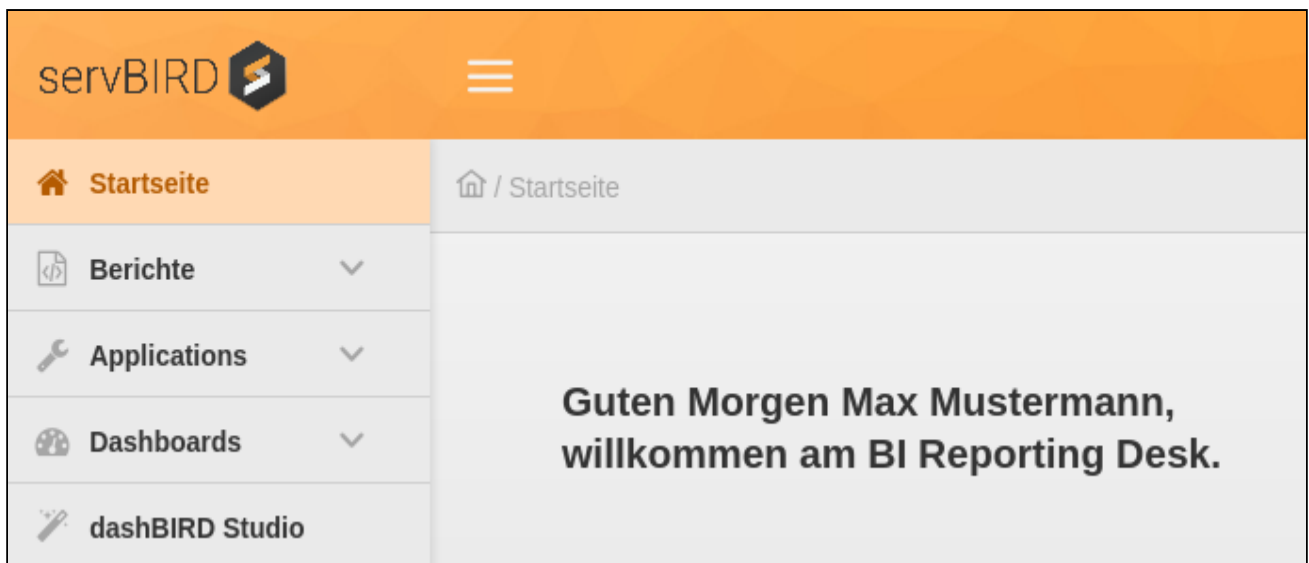 servBIRD
Startseite
/ Startseite
Berichte
Applications
Dashboards
dashBIRD Studio
Guten Morgen Max Mustermann,
willkommen am BI Reporting Desk.